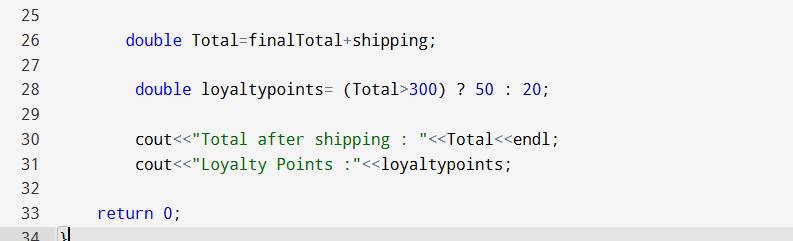 25
26 double Total=finalTotal+shipping;
27
28 double loyaltypoints= (Total>300) ? 50 : 20;
29
30 cout<<"Total after shipping : "<<Total<<endl;
31 cout<<"Loyalty Points :"<<loyaltypoints;
32
33 return 0;
34 }